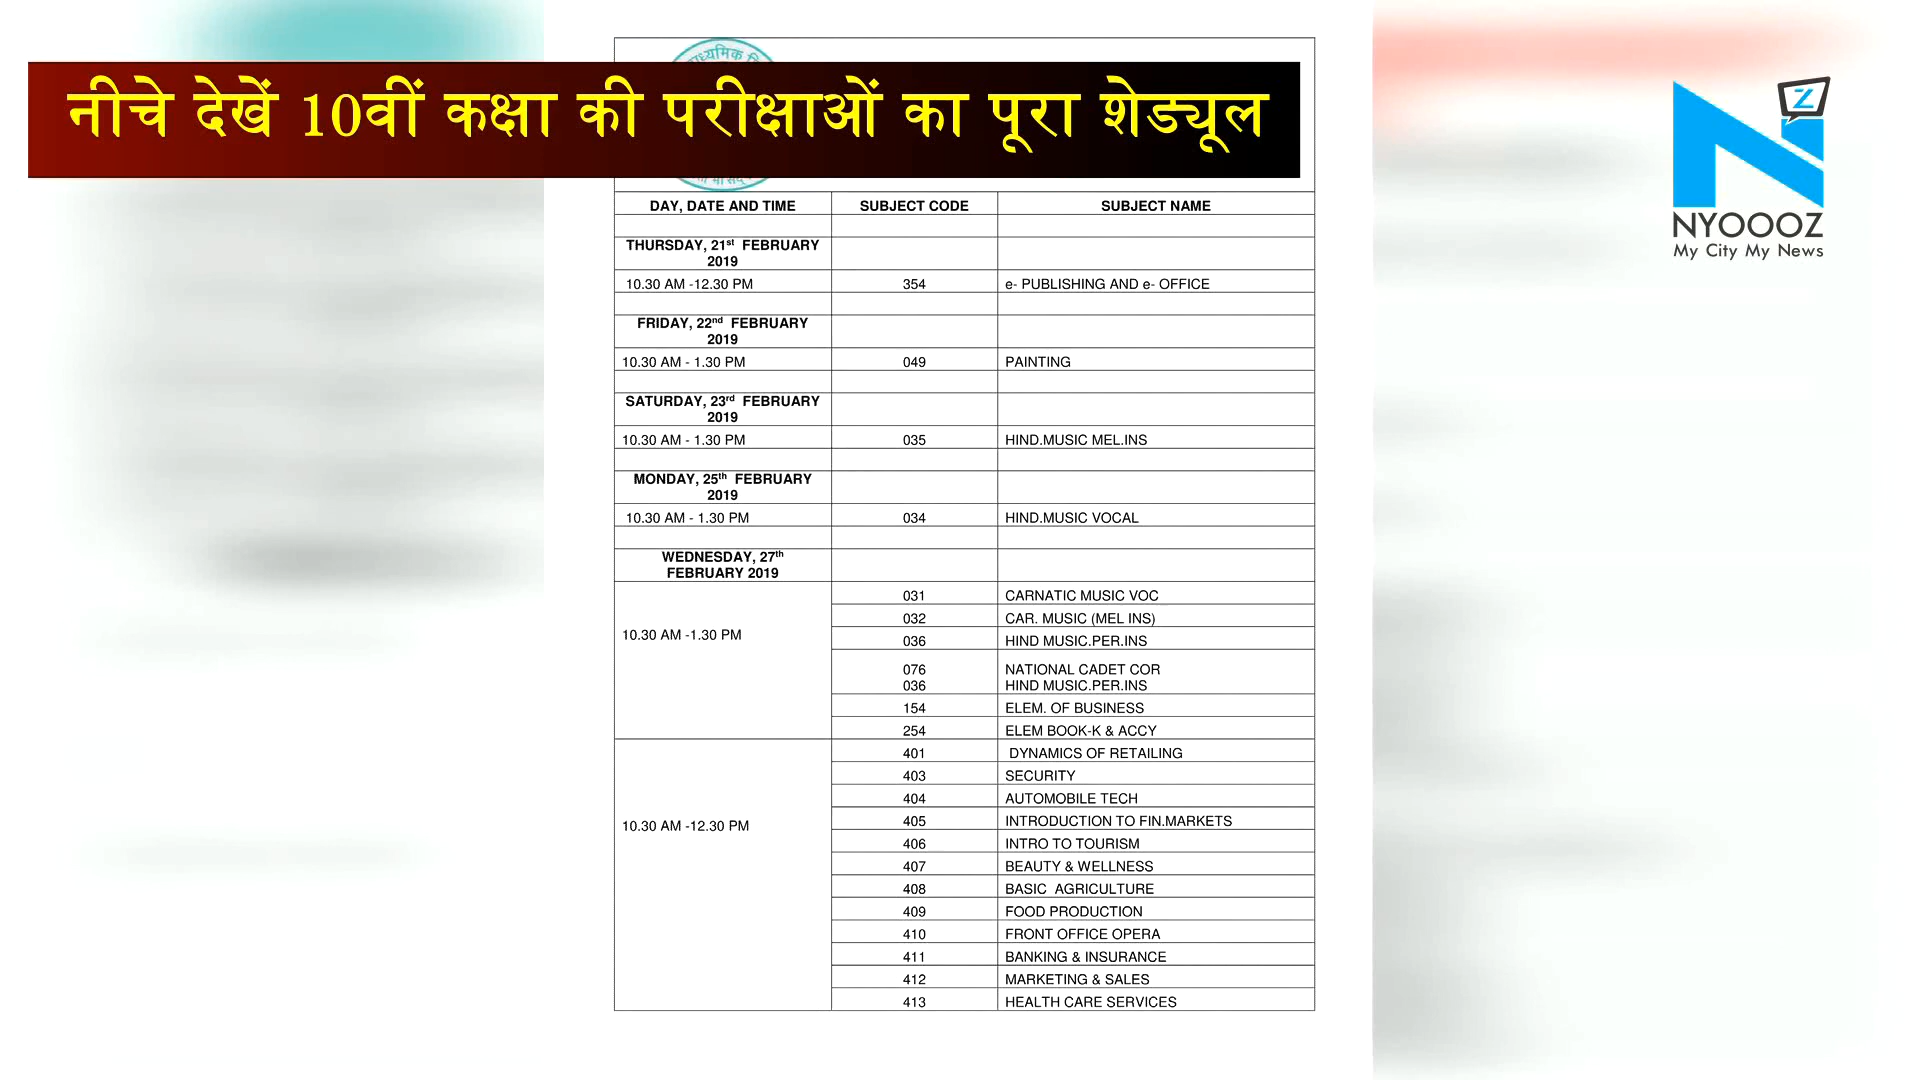 नीचे देखें 10वीं कक्षा की परीक्षाओं का पूरा शेड्यूल
Z
NYOOOZ
My City My News
DAY, DATE AND TIME SUBJECT CODE SUBJECT NAME
THURSDAY, 21st FEBRUARY
2019
10.30 AM -12.30 PM 354 e- PUBLISHING AND e- OFFICE
FRIDAY, 22nd FEBRUARY
2019
10.30 AM - 1.30 PM 049 PAINTING
SATURDAY, 23rd FEBRUARY
2019
10.30 AM - 1.30 PM 035 HIND.MUSIC MEL.INS
MONDAY, 25th FEBRUARY
2019
10.30 AM - 1.30 PM 034 HIND.MUSIC VOCAL
WEDNESDAY, 27th
FEBRUARY 2019
10.30 AM -1.30 PM
031 CARNATIC MUSIC VOC
032 CAR. MUSIC (MEL INS)
036 HIND MUSIC.PER.INS
076 NATIONAL CADET COR
036 HIND MUSIC.PER.INS
154 ELEM. OF BUSINESS
254 ELEM BOOK-K & ACCY
10.30 AM -12.30 PM
401 DYNAMICS OF RETAILING
403 SECURITY
404 AUTOMOBILE TECH
405 INTRODUCTION TO FIN.MARKETS
406 INTRO TO TOURISM
407 BEAUTY & WELLNESS
408 BASIC AGRICULTURE
409 FOOD PRODUCTION
410 FRONT OFFICE OPERA
411 BANKING & INSURANCE
412 MARKETING & SALES
413 HEALTH CARE SERVICES